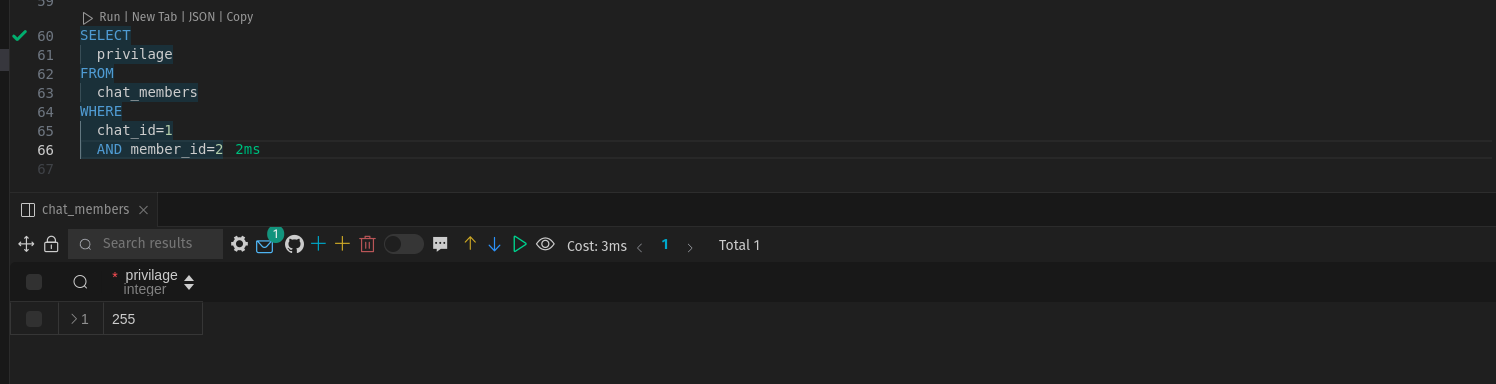 59
Run | New Tab | JSON | Copy
60 SELECT
61 privilage
62 FROM
63 chat_members
64 WHERE
65 chat_id=1
66 AND member_id=2 2ms
67
chat_members
Search results 1 Cost: 3ms 1 Total 1
* privilage
integer
1 255